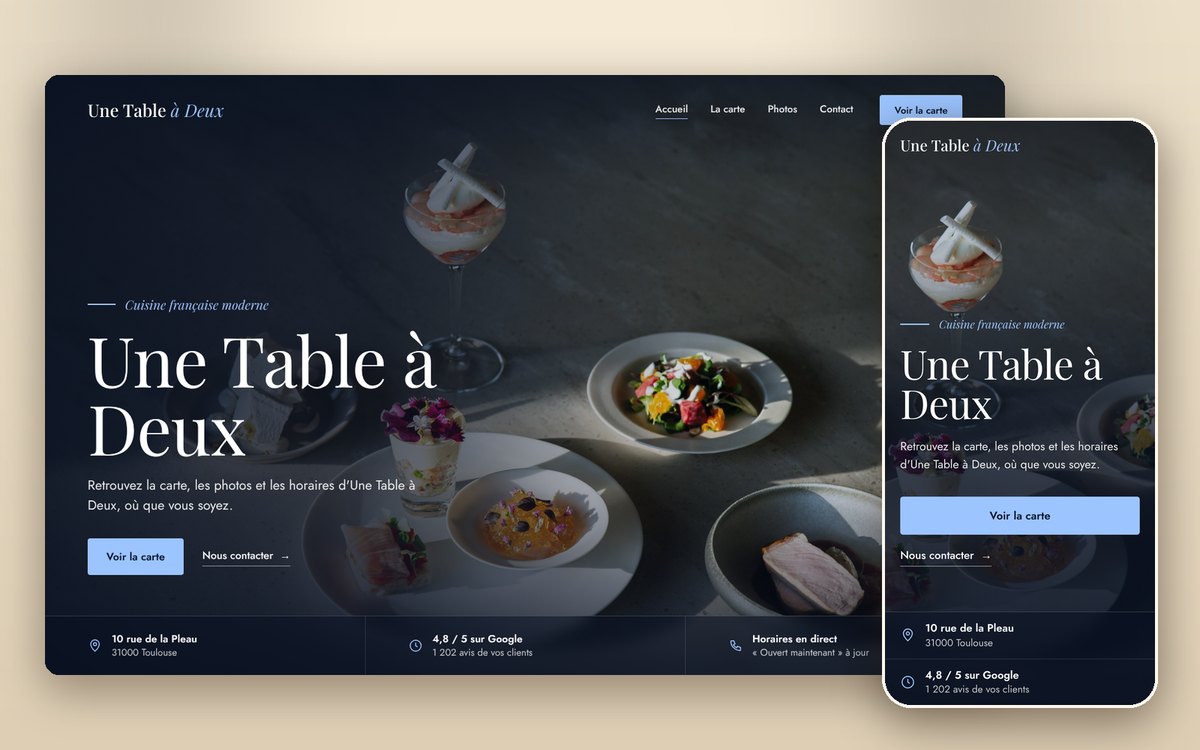 Une Table à Deux
Accueil La carte Photos Contact Voir la carte
Cuisine française moderne
Une Table à
Deux
Retrouvez la carte, les photos et les horaires d'Une Table à
Deux, où que vous soyez.
Voir la carte Nous contacter →
10 rue de la Pleau
31000 Toulouse
4,8 / 5 sur Google
1 202 avis de vos clients
Horaires en direct
« Ouvert maintenant » à jour
Une Table à Deux
Cuisine française moderne
Une Table à
Deux
Retrouvez la carte, les photos et les horaires
d'Une Table à Deux, où que vous soyez.
Voir la carte
Nous contacter →
10 rue de la Pleau
31000 Toulouse
4,8 / 5 sur Google
1 202 avis de vos clients